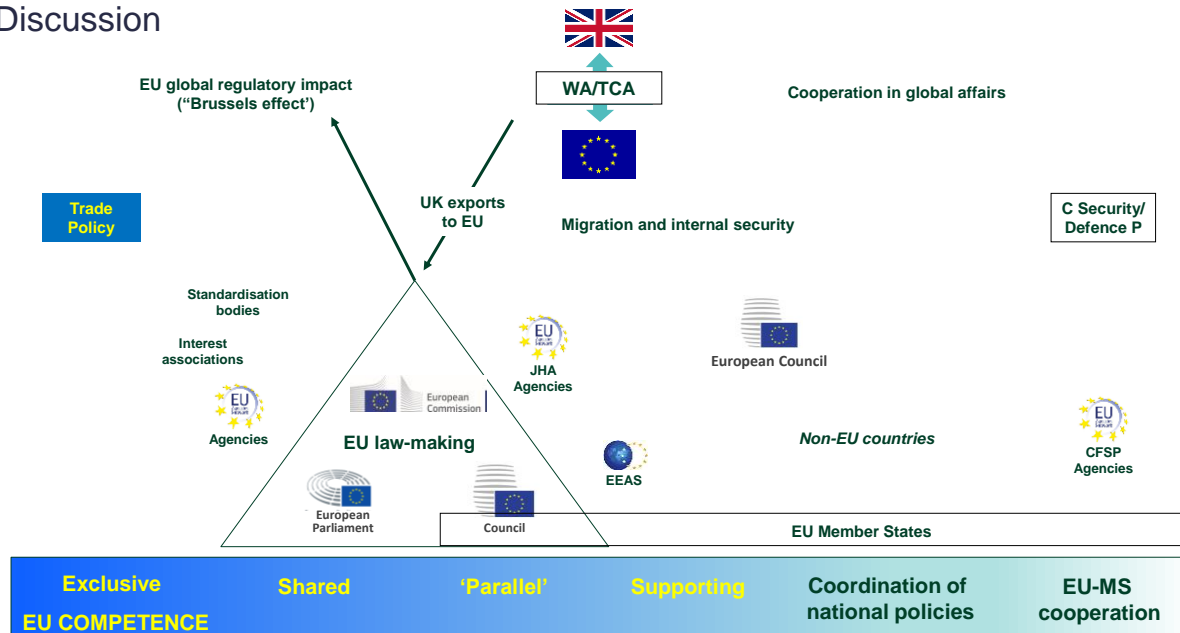 Discussion
EU global regulatory impact
(“Brussels effect’)
WA/TCA
Cooperation in global affairs
Trade
Policy
UK exports
to EU
Migration and internal security
C Security/
Defence P
Standardisation
bodies
Interest
associations
EU
Agencies
EU
JHA
Agencies
European Council
European
Commission
EU law-making
EEAS
Non-EU countries
EU
CFSP
Agencies
European
Parliament
Council
EU Member States
Exclusive
EU COMPETENCE
Shared
‘Parallel’
Supporting
Coordination of
national policies
EU-MS
cooperation